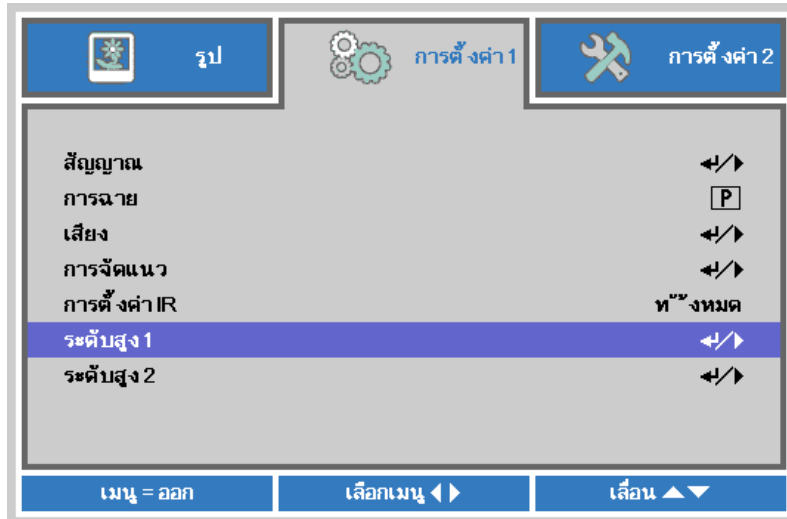 รูป
การตั้งค่า 1
การตั้งค่า 2
สัญญาณ
การฉาย P
เสียง
การจัดแนว
การตั้งค่า IR ท ั้งหมด
ระดับสูง 1
ระดับสูง 2
เมนู = ออก
เลือกเมนู
เลื่อน